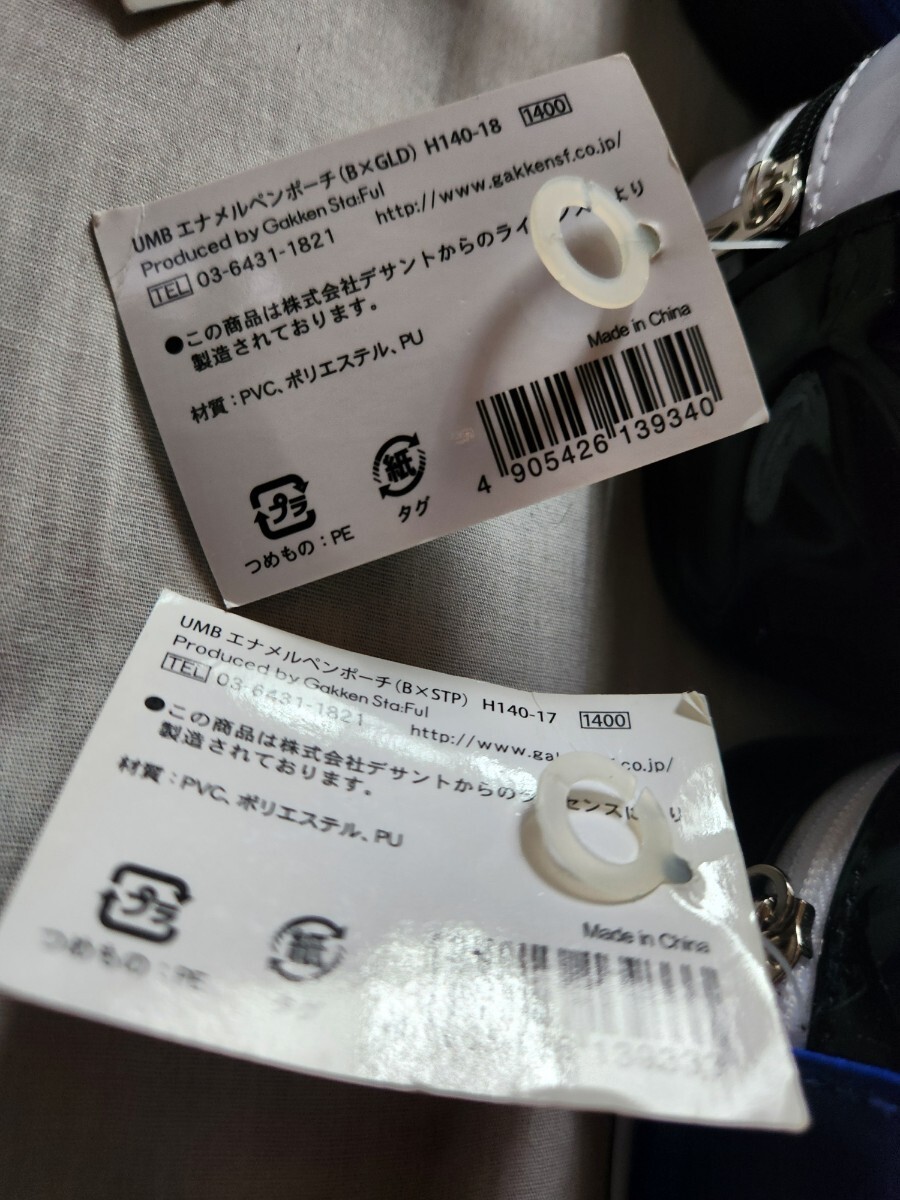 UMB エナメルペンポーチ(B×GLD) H140-18 1400
Produced by Gakken Sta:Ful
TEL 03-6431-1821 http://www.gakkensf.co.jp/
●この商品は株式会社デサントからのライ より
製造されております。
材質：PVC、ポリエステル、PU
Made in China
プラ
つめもの：PE
紙
タグ
4 905426 139340
UMB エナメルペンポーチ(B×STP) H140-17 1400
Produced by Gakken Sta:Ful
TEL 03-6431-1821 http://www.ga sf.co.jp/
●この商品は株式会社デサントからの センスに り
製造されております。
材質：PVC、ポリエステル、PU
Made in China
プラ
つめもの：PE
紙
タグ